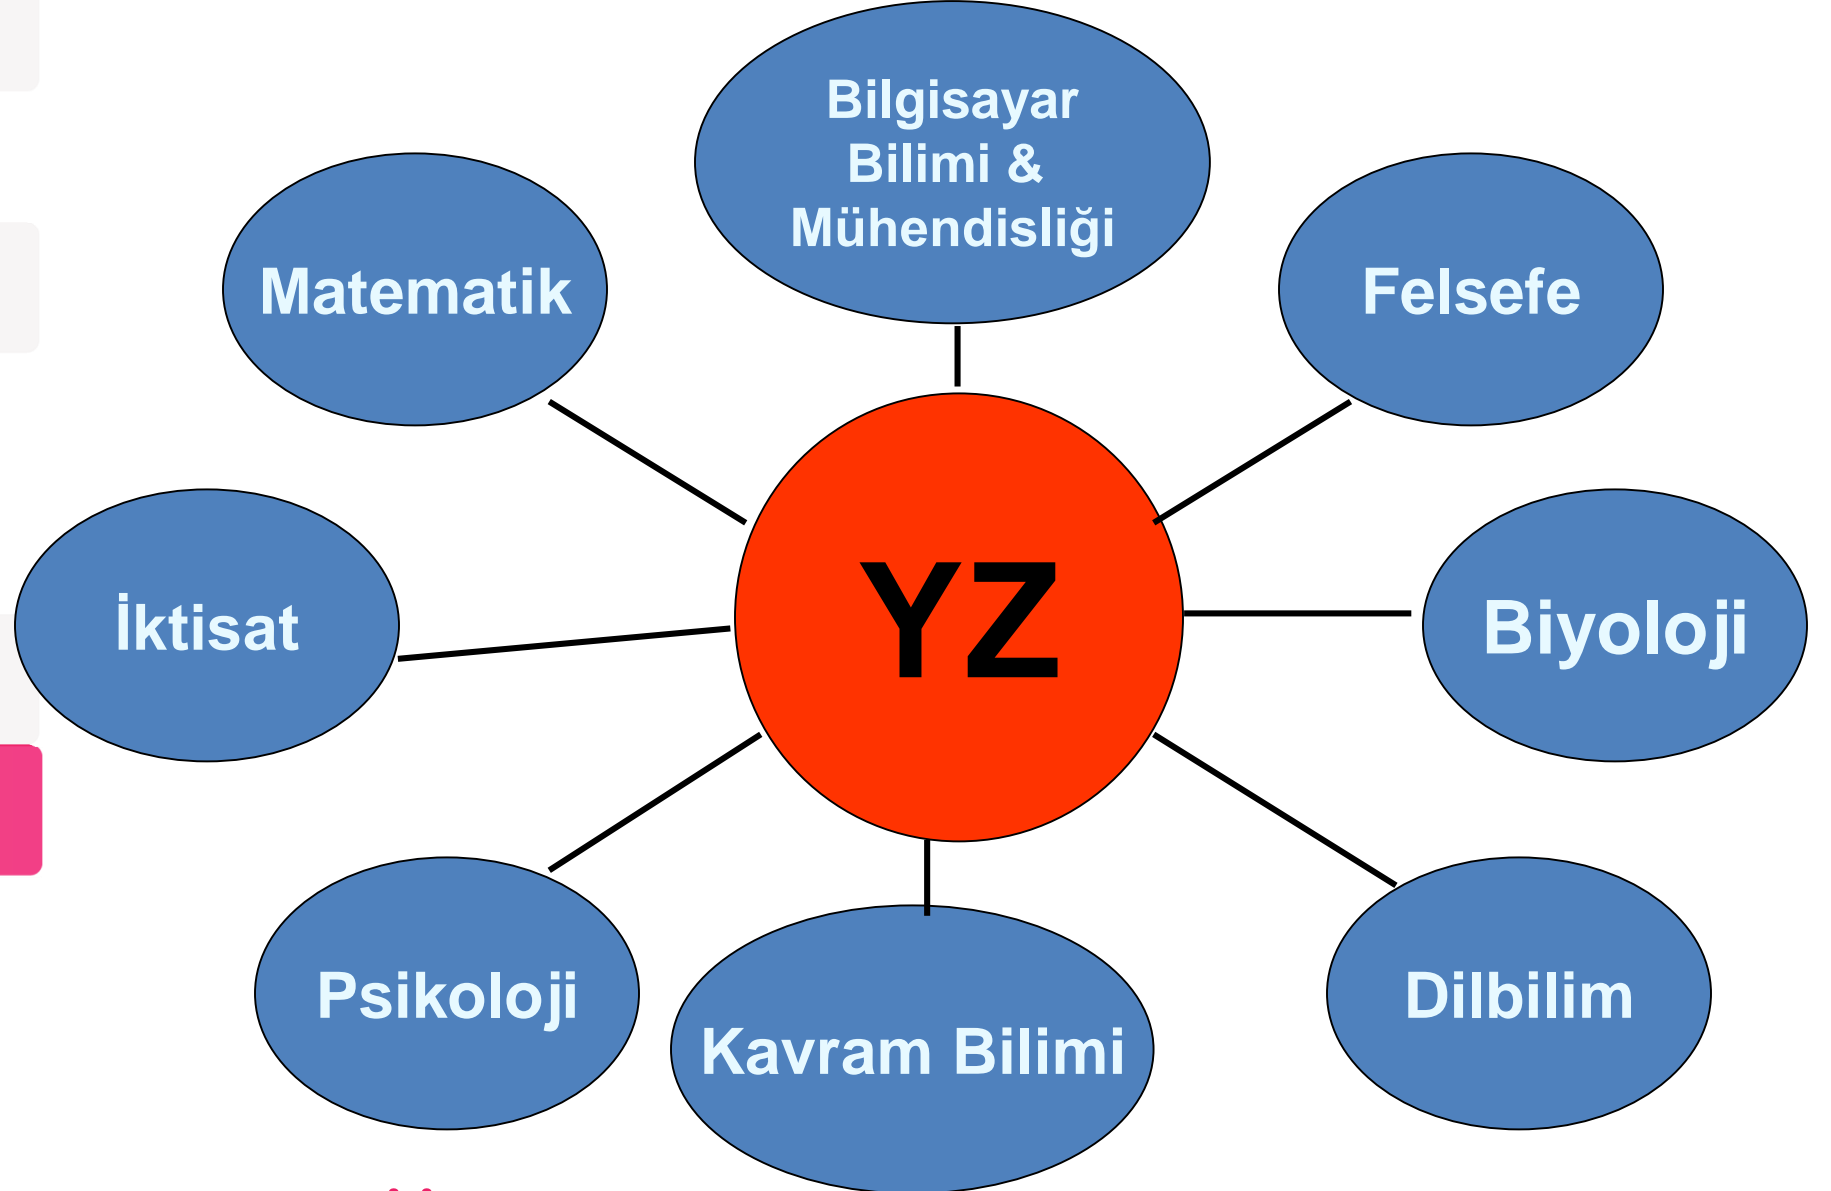 Bilgisayar
Bilimi &
Mühendisliği
Matematik
Felsefe
İktisat
YZ
Biyoloji
Psikoloji
Kavram Bilimi
Dilbilim